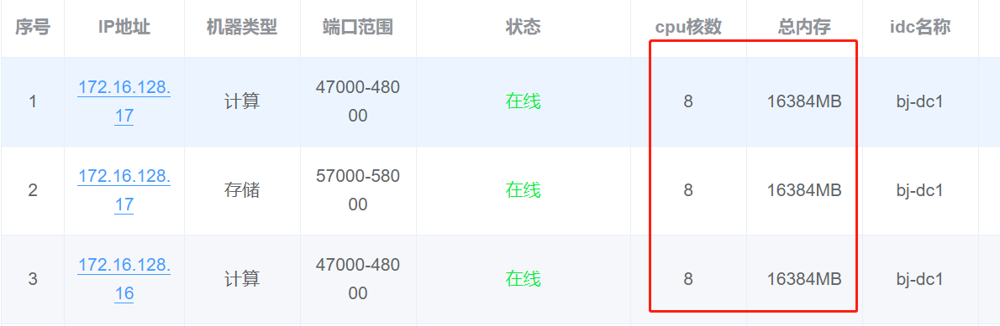 序号 IP地址 机器类型 端口范围 状态 cpu核数 总内存 idc名称
1 172.16.128.17 计算 47000-48000 在线 8 16384MB bj-dc1
2 172.16.128.17 存储 57000-58000 在线 8 16384MB bj-dc1
3 172.16.128.16 计算 47000-48000 在线 8 16384MB bj-dc1